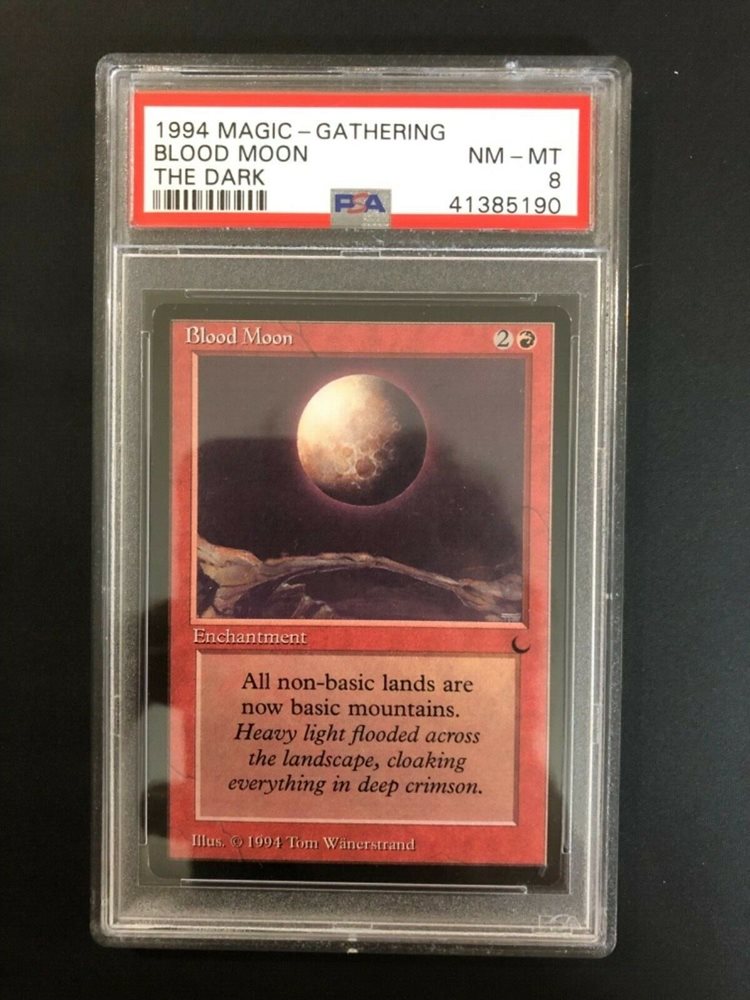 1994 MAGIC – GATHERING
BLOOD MOON NM – MT
THE DARK 8
PSA 41385190
Blood Moon 2
Enchantment
All non-basic lands are
now basic mountains.
Heavy light flooded across
the landscape, cloaking
everything in deep crimson.
Illus. © 1994 Tom Wänerstrand
PSA